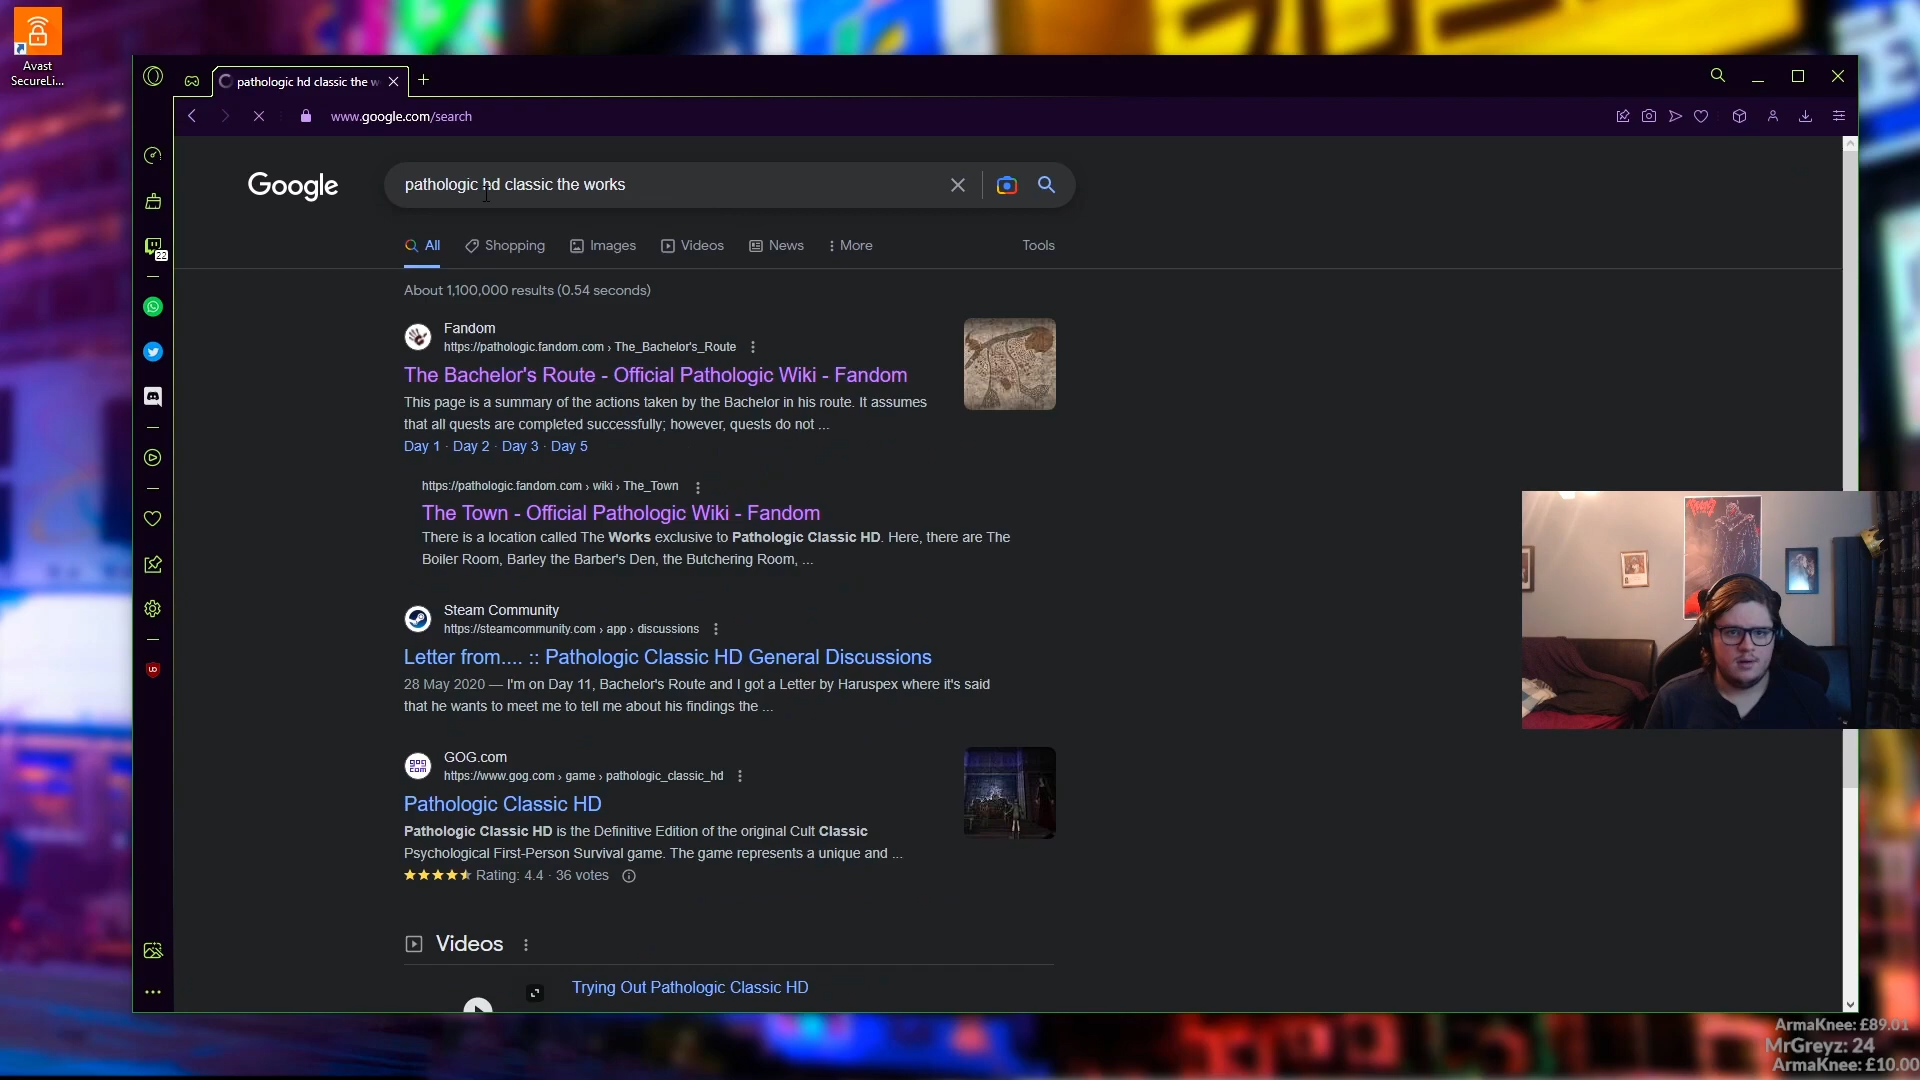 Avast
SecureLi...
pathologic hd classic the w
www.google.com/search
22
Google
pathologic hd classic the works
All
Shopping
Images
Videos
News
More
Tools
About 1,100,000 results (0.54 seconds)
Fandom
https://pathologic.fandom.com › The_Bachelor's_Route
The Bachelor's Route - Official Pathologic Wiki - Fandom
This page is a summary of the actions taken by the Bachelor in his route. It assumes
that all quests are completed successfully; however, quests do not ...
Day 1 · Day 2 · Day 3 · Day 5
https://pathologic.fandom.com › wiki › The_Town
The Town - Official Pathologic Wiki - Fandom
There is a location called The Works exclusive to Pathologic Classic HD. Here, there are The
Boiler Room, Barley the Barber's Den, the Butchering Room, ...
Steam Community
https://steamcommunity.com › app › discussions
Letter from.... :: Pathologic Classic HD General Discussions
28 May 2020 — I'm on Day 11, Bachelor's Route and I got a Letter by Haruspex where it's said
that he wants to meet me to tell me about his findings the ...
GOG.com
https://www.gog.com › game › pathologic_classic_hd
Pathologic Classic HD
Pathologic Classic HD is the Definitive Edition of the original Cult Classic
Psychological First-Person Survival game. The game represents a unique and ...
Rating: 4.4 · 36 votes
Videos
Trying Out Pathologic Classic HD
ArmaKnee: £89.01
MrGreyz: 24
ArmaKnee: £10.00